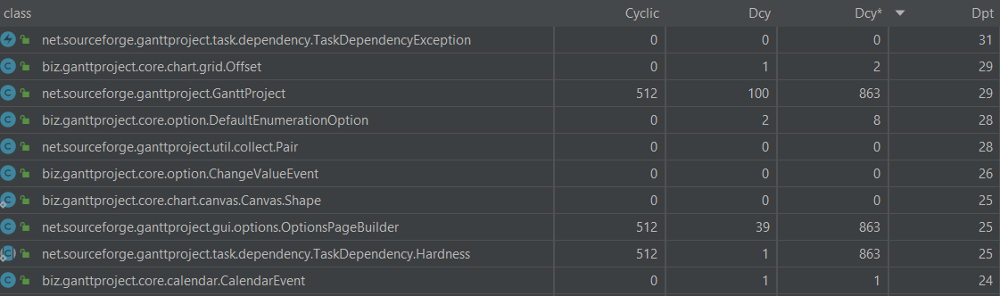 class Cyclic Dcy Dcy* Dpt
net.sourceforge.ganttproject.task.dependency.TaskDependencyException 0 0 0 31
C biz.ganttproject.core.chart.grid.Offset 0 1 2 29
C net.sourceforge.ganttproject.GanttProject 512 100 863 29
C biz.ganttproject.core.option.DefaultEnumerationOption 0 2 8 28
C net.sourceforge.ganttproject.util.collect.Pair 0 0 0 28
C biz.ganttproject.core.option.ChangeValueEvent 0 0 0 26
C biz.ganttproject.core.chart.canvas.Canvas.Shape 0 0 0 25
C net.sourceforge.ganttproject.gui.options.OptionsPageBuilder 512 39 863 25
C net.sourceforge.ganttproject.task.dependency.TaskDependency.Hardness 512 1 863 25
C biz.ganttproject.core.calendar.CalendarEvent 0 1 1 24